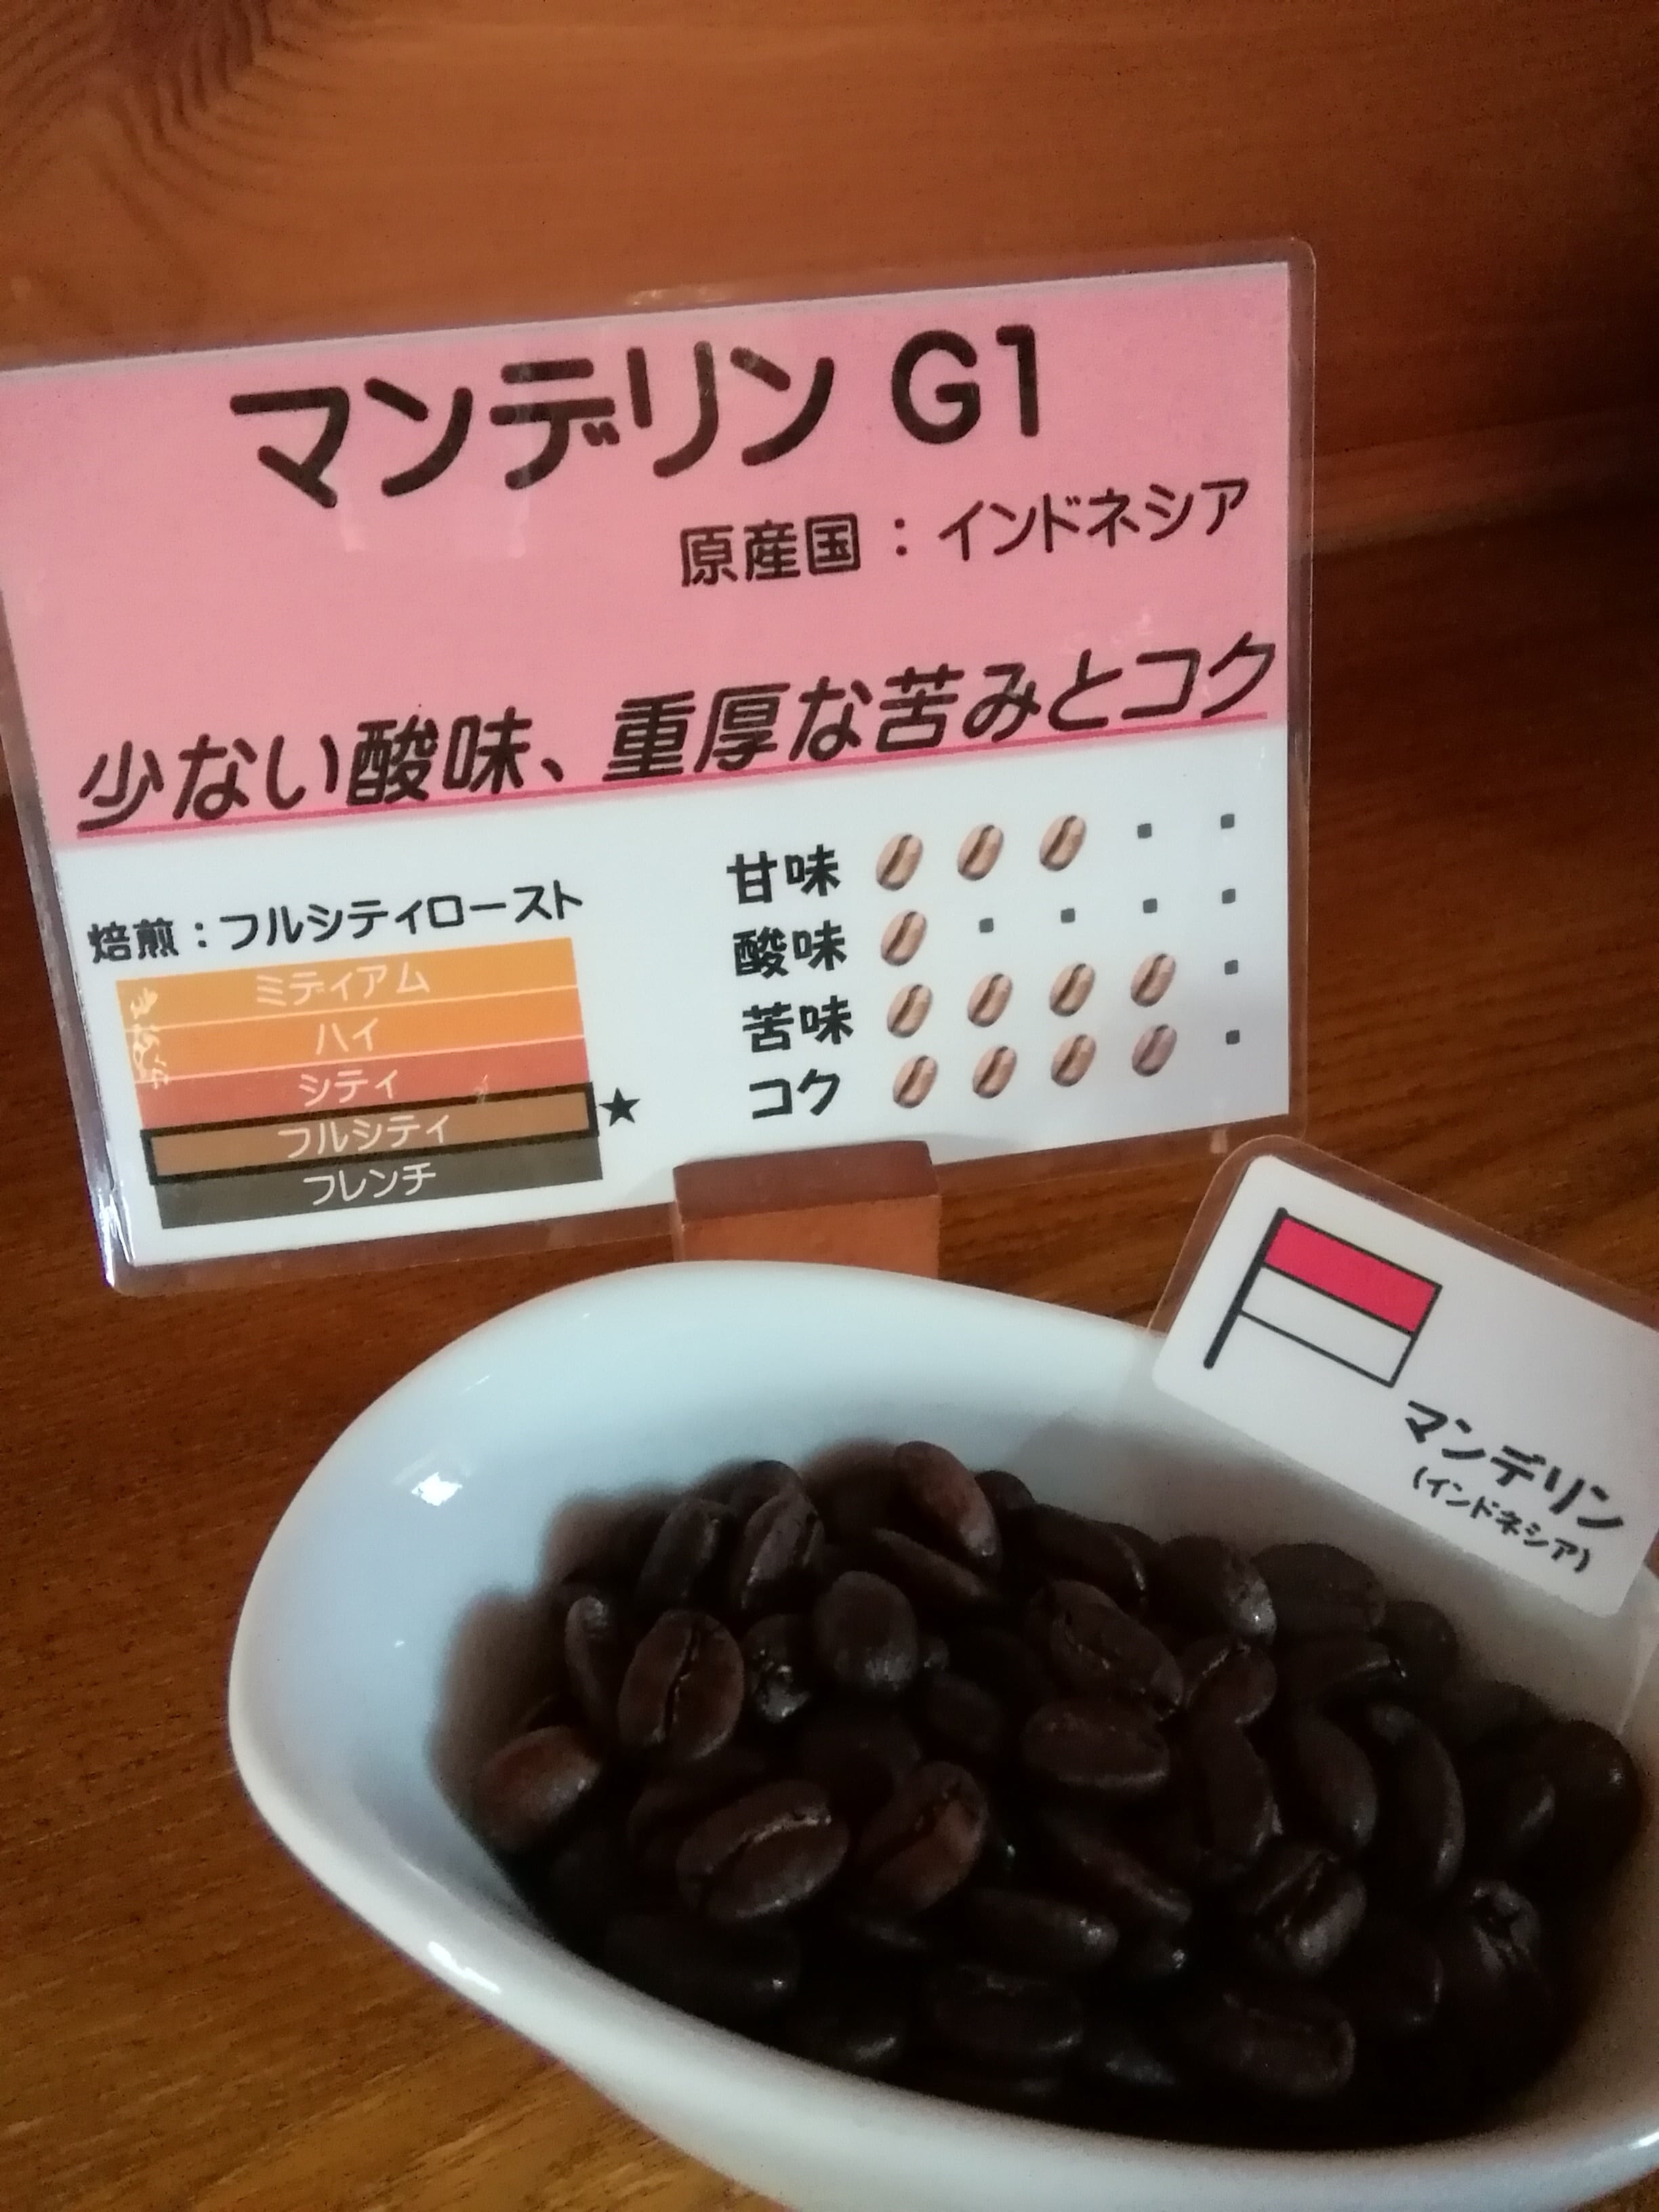 マンデリン G1
原産国：インドネシア
少ない酸味、重厚な苦みとコク
焙煎：フルシティロースト
ミディアム
ハイ
シティ
フルシティ ★
フレンチ
甘味
酸味
苦味
コク
マンデリン
(インドネシア)